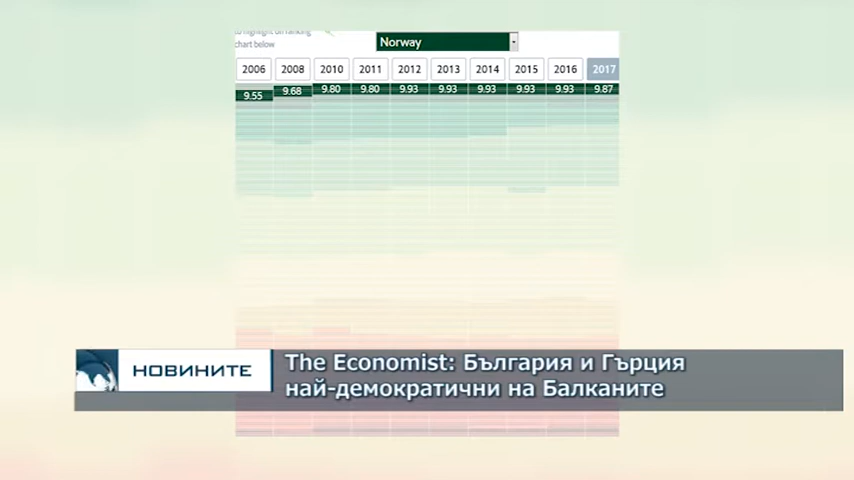 chart below
Norway
2006 2008 2010 2011 2012 2013 2014 2015 2016 2017
9.55 9.68 9.80 9.80 9.93 9.93 9.93 9.93 9.93 9.87
НОВИНИТЕ
The Economist: България и Гърция
най-демократични на Балканите